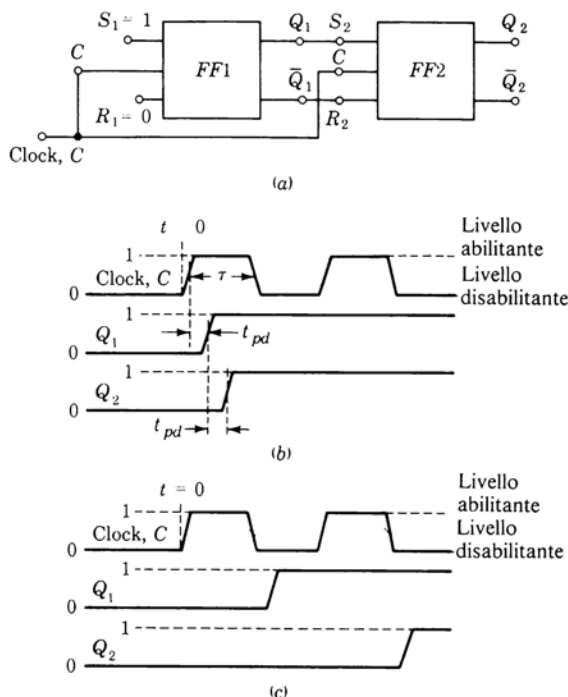 S₁ = 1
Q₁
S₂
Q₂
C
C
FF1
FF2
Q̄₁
Q̄₂
R₁ = 0
R₂
Clock, C
(a)
t 0
1
Livello abilitante
Clock, C
τ
Livello disabilitante
0
1
Q₁
t_pd
0
1
Q₂
0
t_pd
(b)
t = 0
1
Livello abilitante
Clock, C
Livello disabilitante
0
1
Q₁
0
1
Q₂
0
(c)